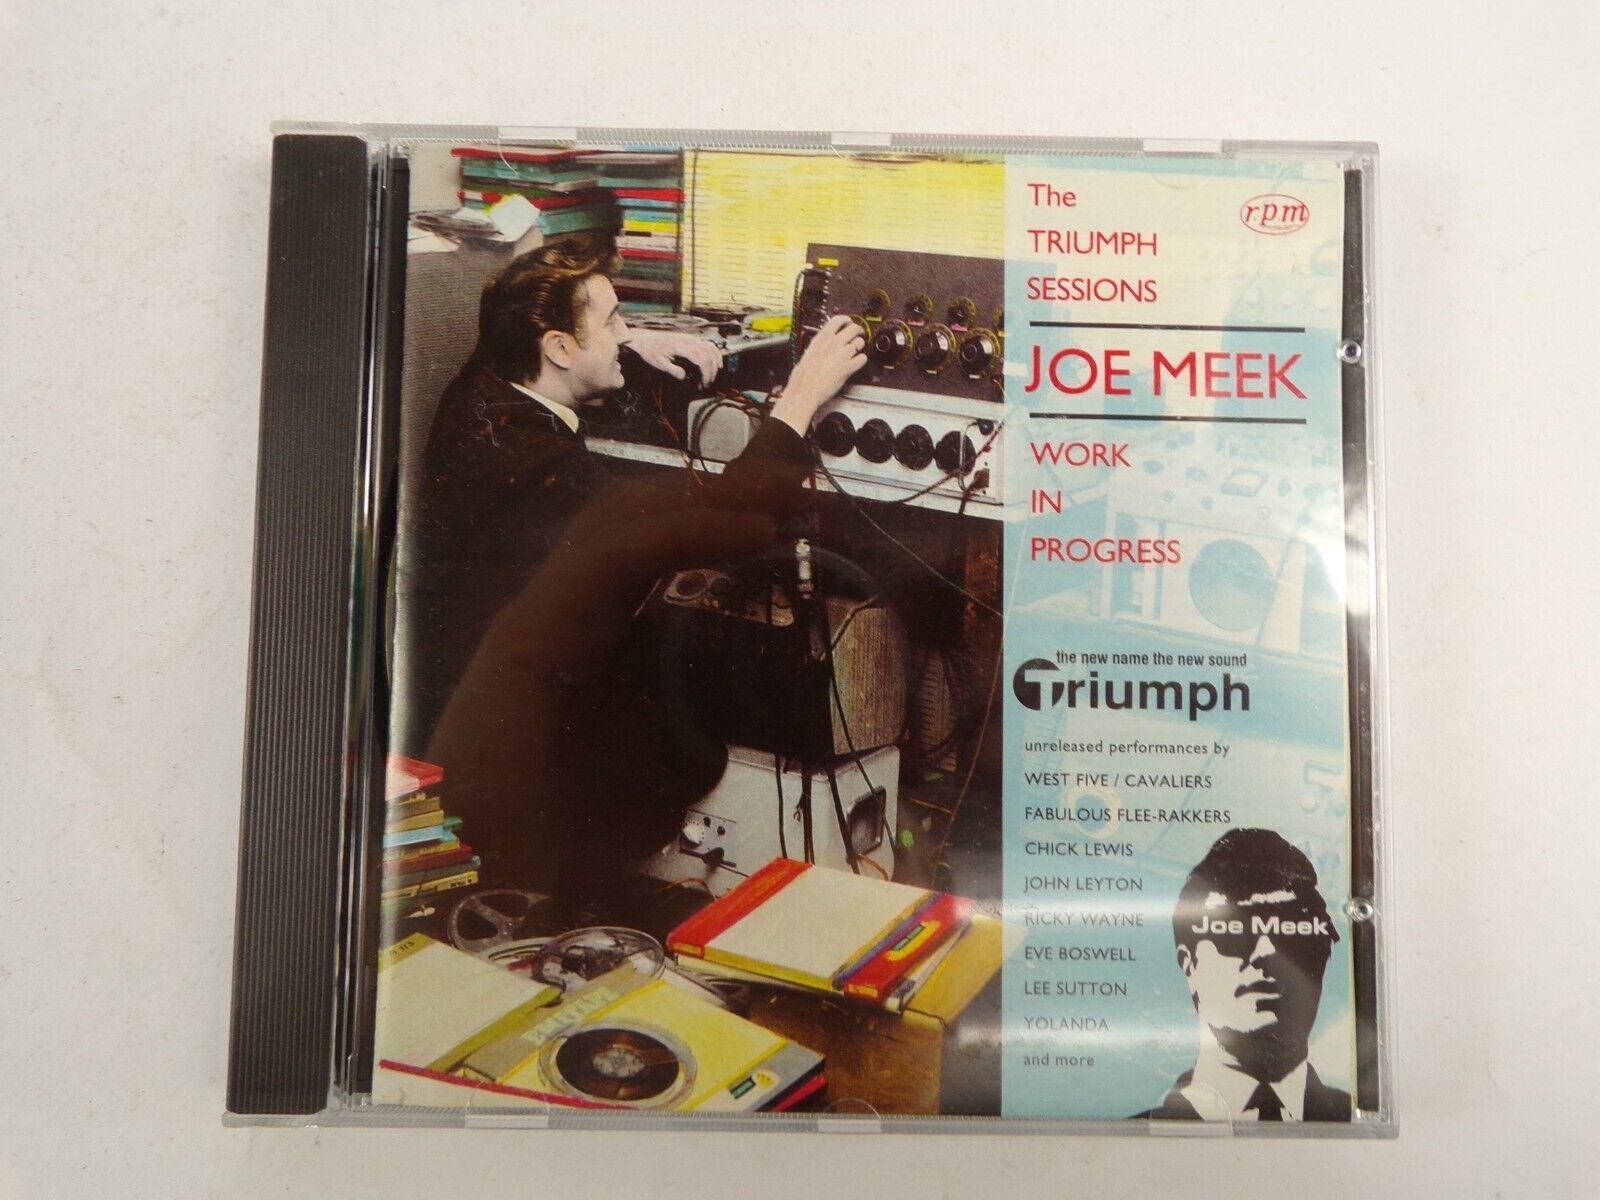 The
TRIUMPH
SESSIONS
r.p.m
JOE MEEK
WORK
IN
PROGRESS
the new name the new sound
Triumph
unreleased performances by
WEST FIVE / CAVALIERS
FABULOUS FLEE-RAKKERS
CHICK LEWIS
JOHN LEYTON
RICKY WAYNE
EVE BOSWELL
LEE SUTTON
YOLANDA
and more
Joe Meek